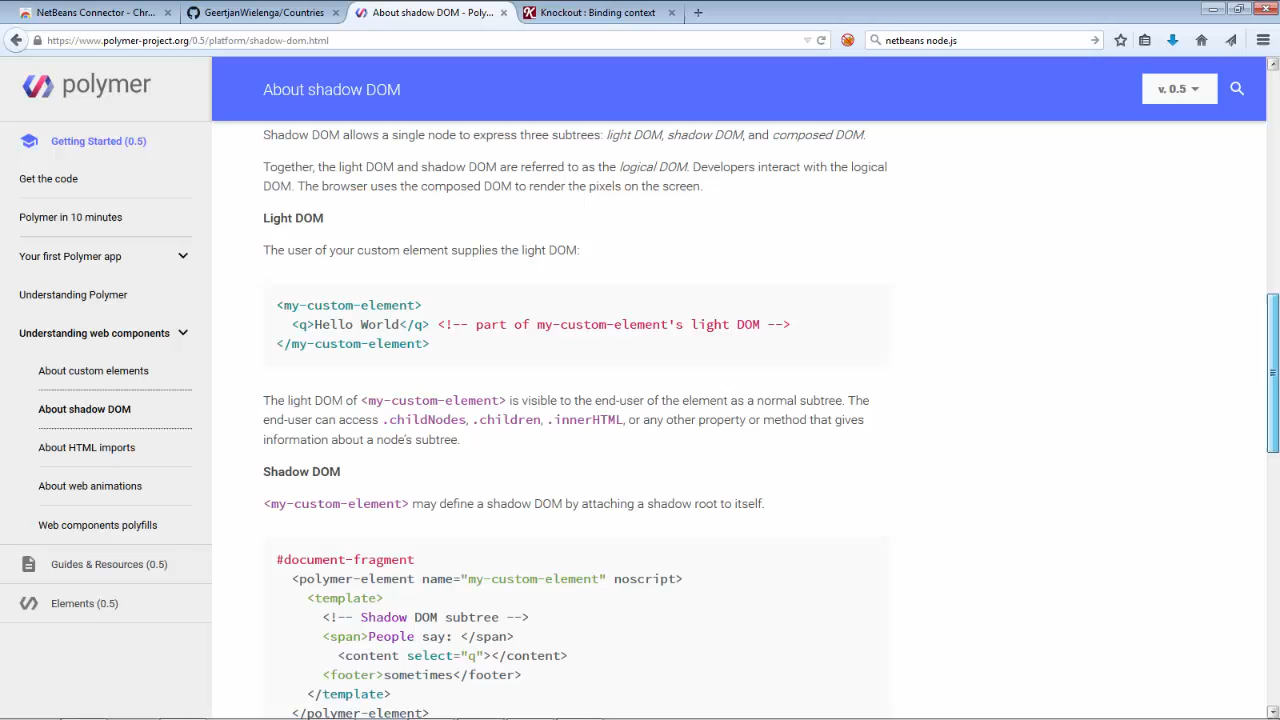 NetBeans Connector - Chr... × GeertjanWielenga/Countries × About shadow DOM - Poly... × Knockout : Binding context × +
https://www.polymer-project.org/0.5/platform/shadow-dom.html netbeans node.js
polymer
About shadow DOM
v. 0.5
Getting Started (0.5)
Get the code
Polymer in 10 minutes
Your first Polymer app
Understanding Polymer
Understanding web components
About custom elements
About shadow DOM
About HTML imports
About web animations
Web components polyfills
Guides & Resources (0.5)
Elements (0.5)
Shadow DOM allows a single node to express three subtrees: light DOM, shadow DOM, and composed DOM.
Together, the light DOM and shadow DOM are referred to as the logical DOM. Developers interact with the logical
DOM. The browser uses the composed DOM to render the pixels on the screen.
Light DOM
The user of your custom element supplies the light DOM:
<my-custom-element>
<q>Hello World</q> <!-- part of my-custom-element's light DOM -->
</my-custom-element>
The light DOM of <my-custom-element> is visible to the end-user of the element as a normal subtree. The
end-user can access .childNodes, .children, .innerHTML, or any other property or method that gives
information about a node's subtree.
Shadow DOM
<my-custom-element> may define a shadow DOM by attaching a shadow root to itself.
#document-fragment
<polymer-element name="my-custom-element" noscript>
<template>
<!-- Shadow DOM subtree -->
<span>People say: </span>
<content select="q"></content>
<footer>sometimes</footer>
</template>
</polymer-element>